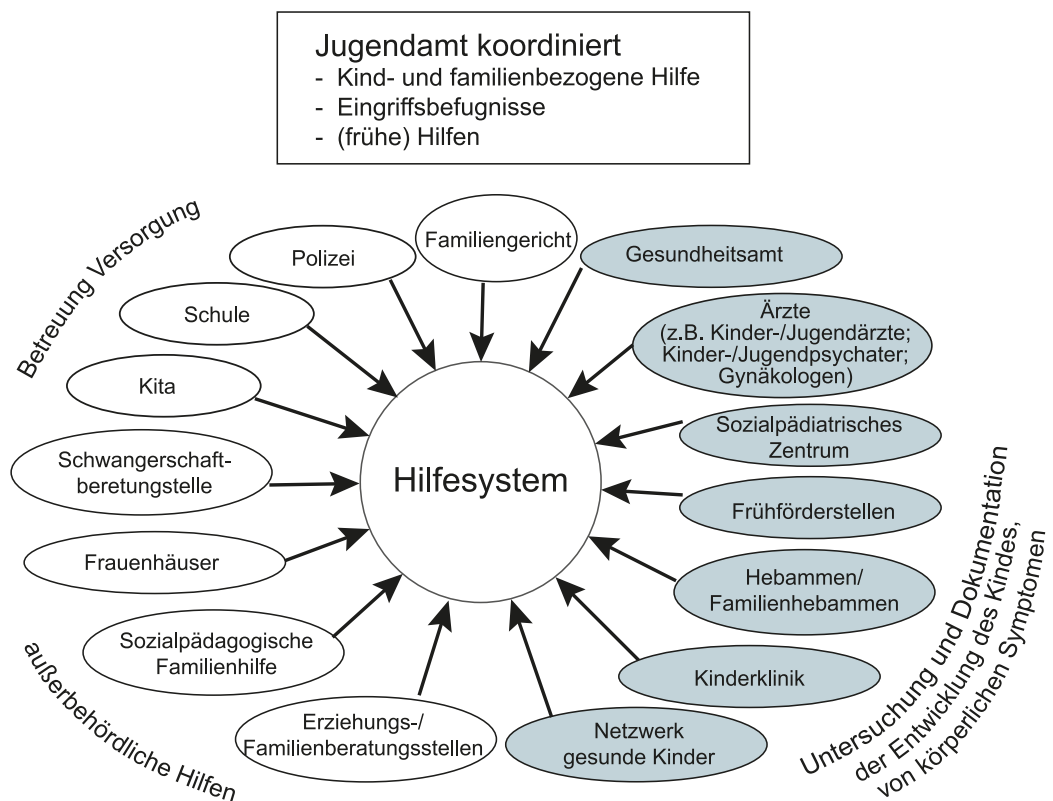 Jugendamt koordiniert
- Kind- und familienbezogene Hilfe
- Eingriffsbefugnisse
- (frühe) Hilfen
Betreuung Versorgung
Familiengericht
Polizei
Schule
Kita
Schwangerschaft-
beretungstelle
Frauenhäuser
Sozialpädagogische
Familienhilfe
Erziehungs-/
Familienberatungsstellen
außerbehördliche Hilfen
Hilfesystem
Gesundheitsamt
Ärzte
(z.B. Kinder-/Jugendärzte;
Kinder-/Jugendpsychater;
Gynäkologen)
Sozialpädiatrisches
Zentrum
Frühförderstellen
Hebammen/
Familienhebammen
Kinderklinik
Netzwerk
gesunde Kinder
Untersuchung und Dokumentation
der Entwicklung des Kindes,
von körperlichen Symptomen